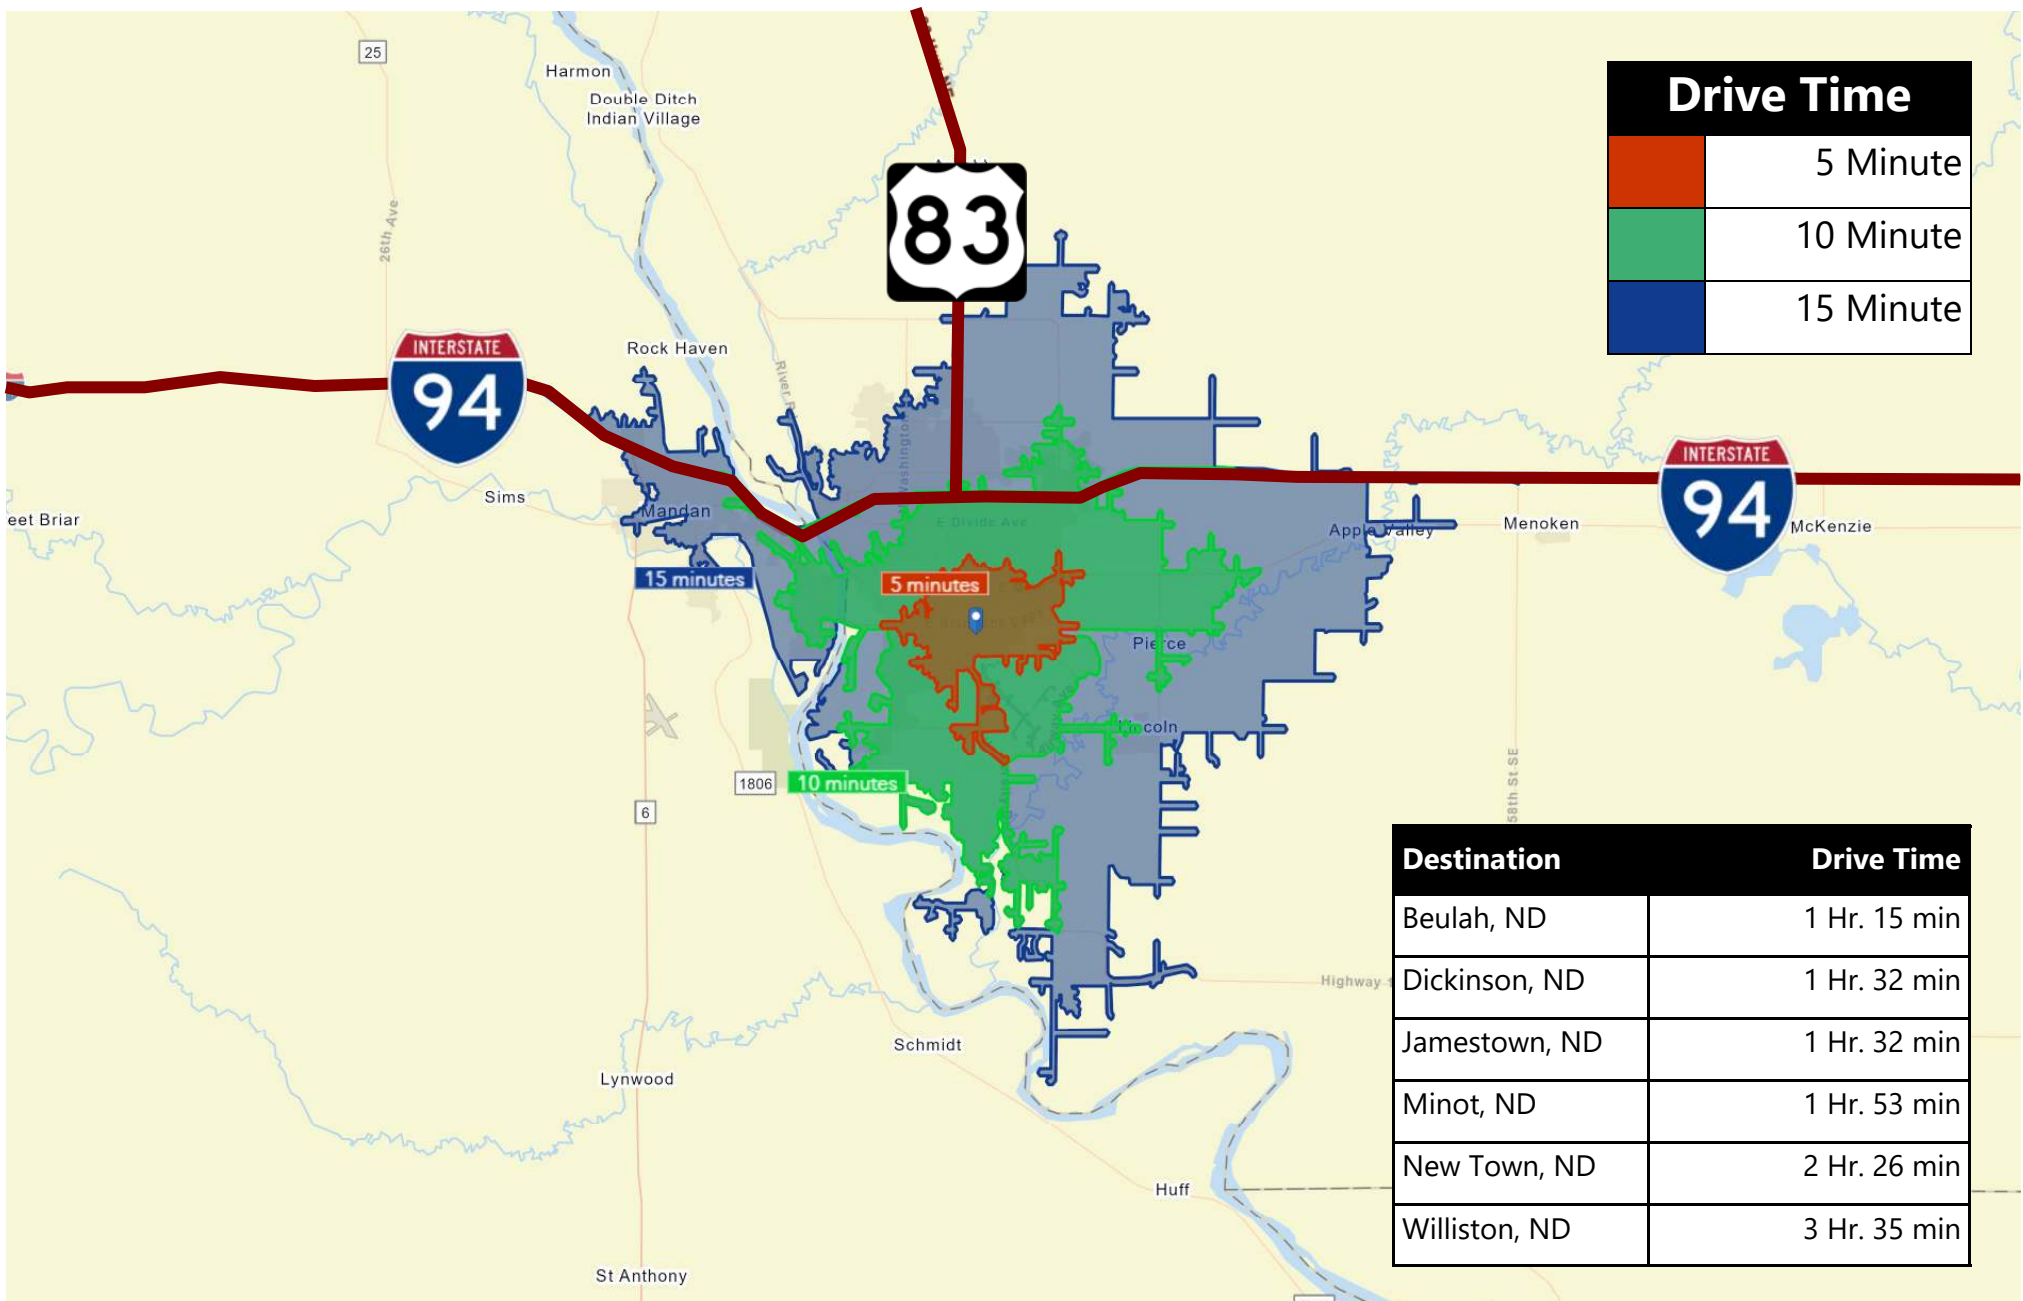 25
Harmon
Double Ditch
Indian Village
Drive Time
5 Minute
10 Minute
15 Minute
83
26th Ave
INTERSTATE
94
Rock Haven
Washington
INTERSTATE
94
Sims
Mandan
eet Briar
E Divide Ave
Apple Valley
Menoken
McKenzie
15 minutes
5 minutes
Pierce
Lincoln
1806
10 minutes
6
58th St SE
Destination Drive Time
Beulah, ND 1 Hr. 15 min
Dickinson, ND 1 Hr. 32 min
Jamestown, ND 1 Hr. 32 min
Minot, ND 1 Hr. 53 min
New Town, ND 2 Hr. 26 min
Williston, ND 3 Hr. 35 min
Highway
Schmidt
Lynwood
Huff
St Anthony